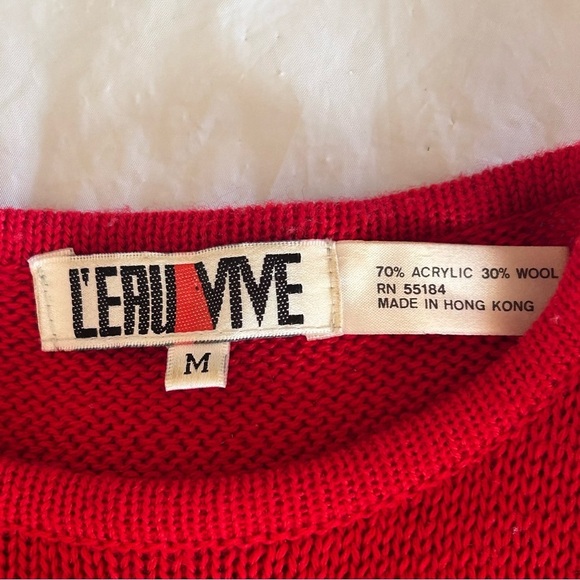 L'EAU VIVE
M
70% ACRYLIC 30% WOOL
RN 55184
MADE IN HONG KONG